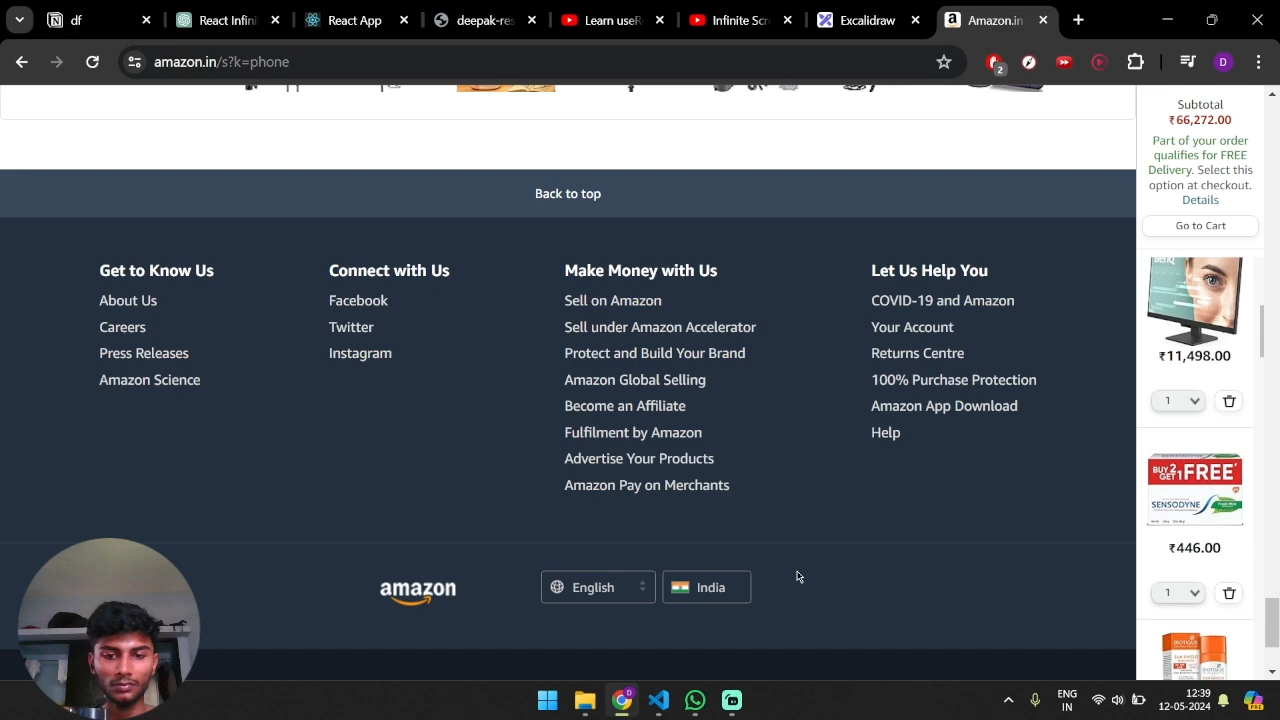 df
React Infini
React App
deepak-res
Learn useR
Infinite Scr
Excalidraw
Amazon.in
amazon.in/s?k=phone
2
D
Subtotal
₹66,272.00
Part of your order
qualifies for FREE
Delivery. Select this
option at checkout.
Details
Go to Cart
Back to top
Get to Know Us
About Us
Careers
Press Releases
Amazon Science
Connect with Us
Facebook
Twitter
Instagram
Make Money with Us
Sell on Amazon
Sell under Amazon Accelerator
Protect and Build Your Brand
Amazon Global Selling
Become an Affiliate
Fulfilment by Amazon
Advertise Your Products
Amazon Pay on Merchants
Let Us Help You
COVID-19 and Amazon
Your Account
Returns Centre
100% Purchase Protection
Amazon App Download
Help
BenQ
₹11,498.00
1
BUY 2
GET 1 FREE*
SENSODYNE
Fresh Mint
₹446.00
1
BIOTIQUE
amazon
English
India
ENG
IN
12:39
12-05-2024